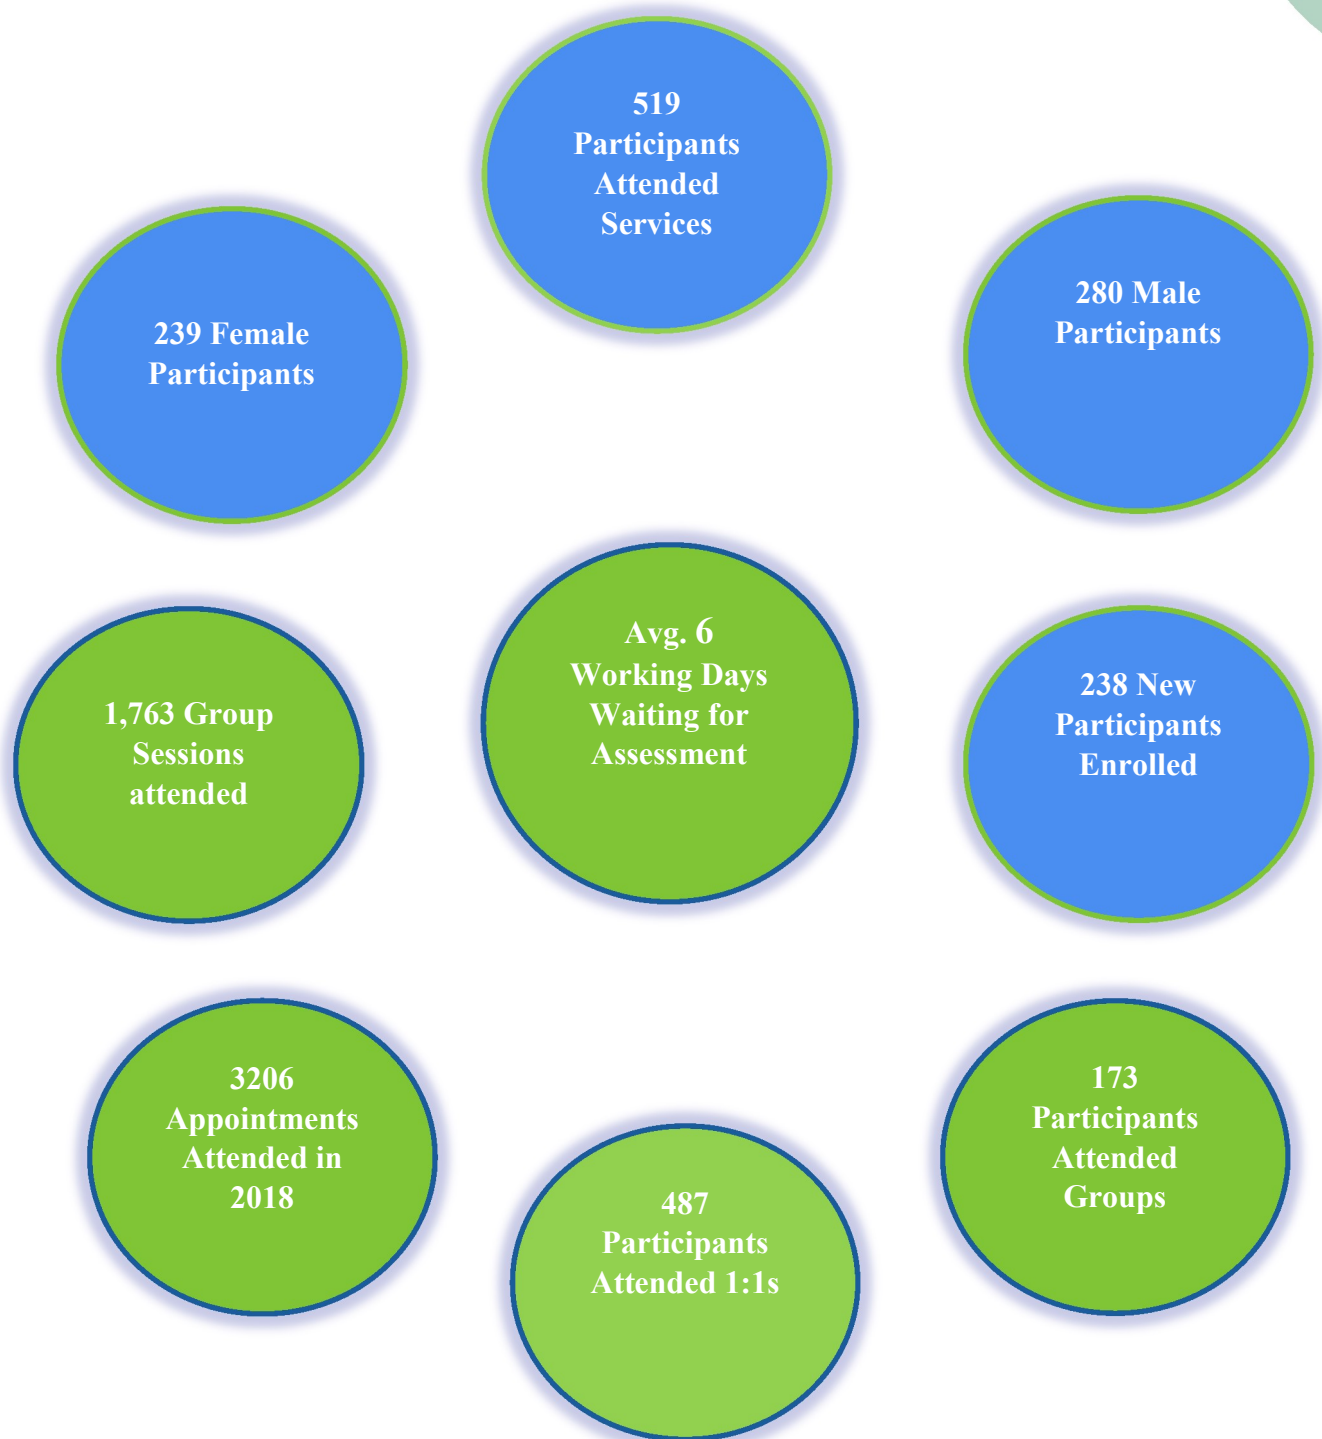 519
Participants
Attended
Services
239 Female
Participants
280 Male
Participants
1,763 Group
Sessions
attended
Avg. 6
Working Days
Waiting for
Assessment
238 New
Participants
Enrolled
3206
Appointments
Attended in
2018
487
Participants
Attended 1:1s
173
Participants
Attended
Groups